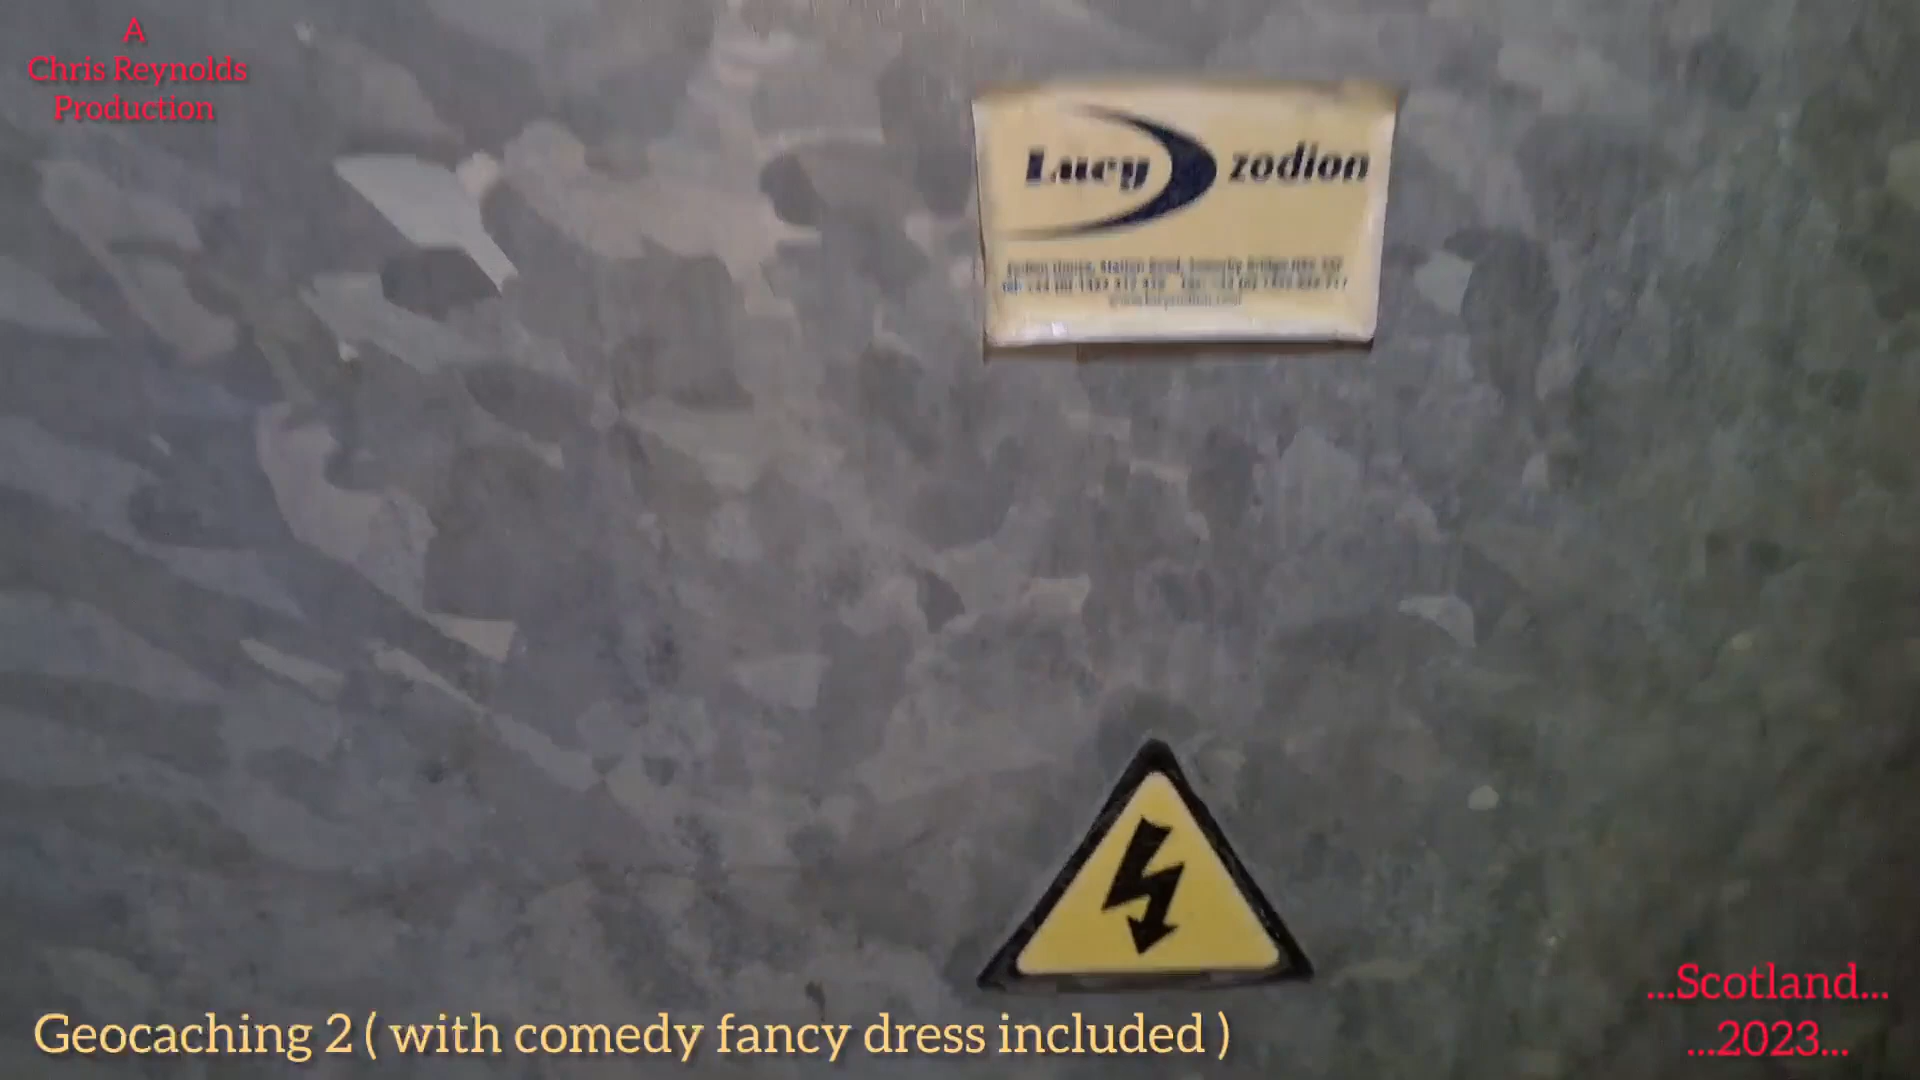 A
Chris Reynolds
Production
Lucy zodion
Geocaching 2 ( with comedy fancy dress included )
...Scotland...
...2023...